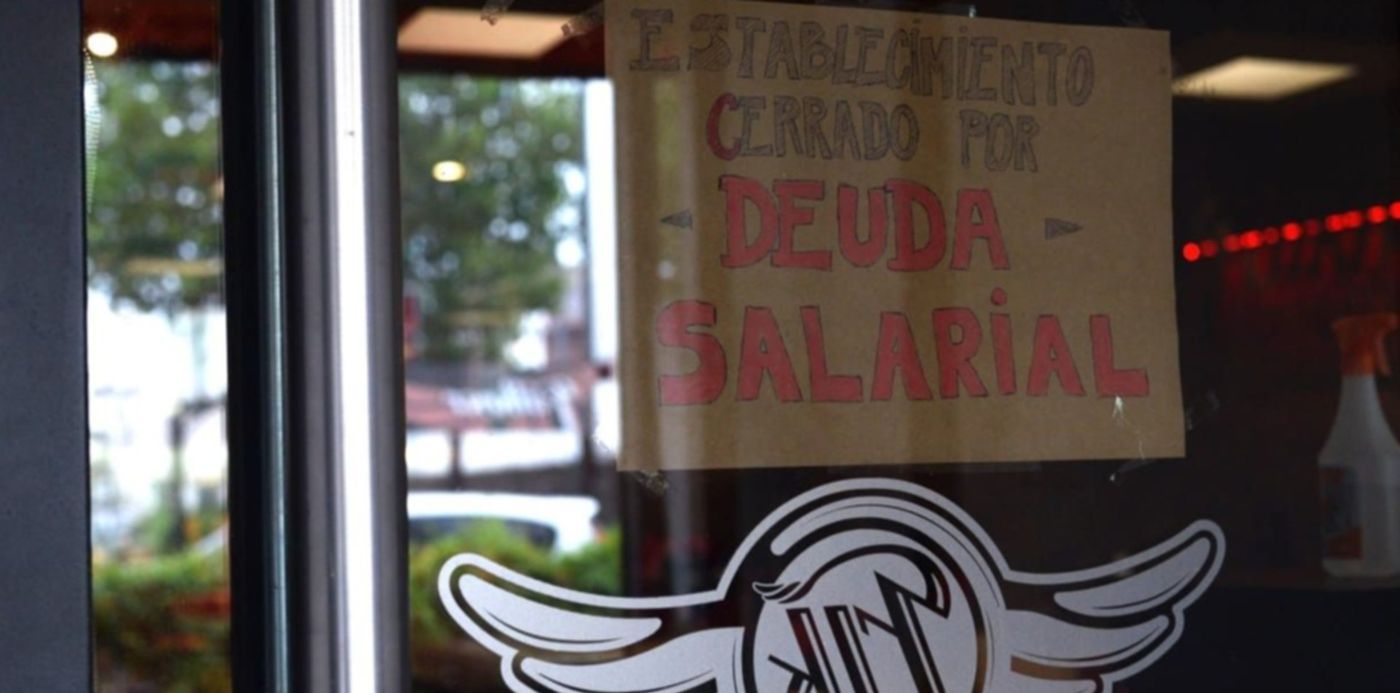 ESTABLECIMIENTO
CERRADO POR
DEUDA
SALARIAL